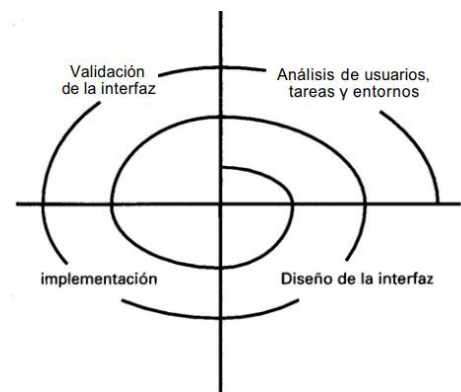 Validación
de la interfaz
Análisis de usuarios,
tareas y entornos
implementación
Diseño de la interfaz